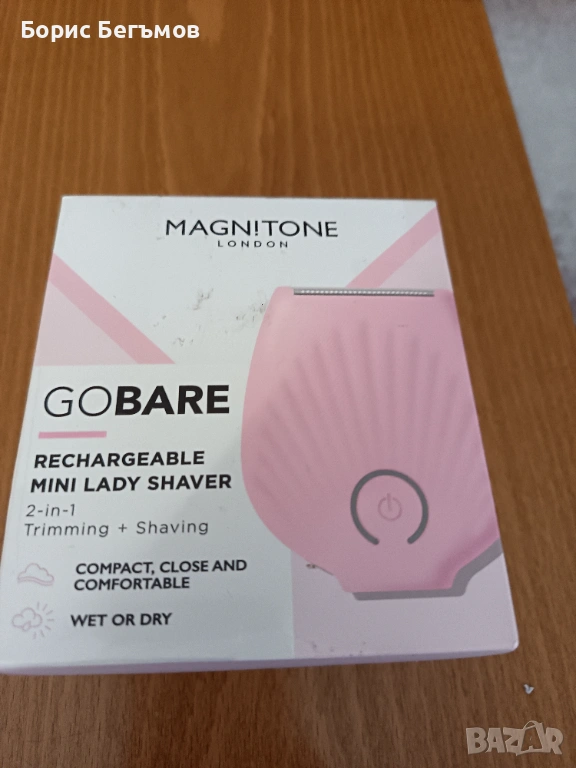 Борис Бегъмов
MAGN!TONE
LONDON
GOBARE
RECHARGEABLE
MINI LADY SHAVER
2-in-1
Trimming + Shaving
COMPACT, CLOSE AND
COMFORTABLE
WET OR DRY
BAZAR